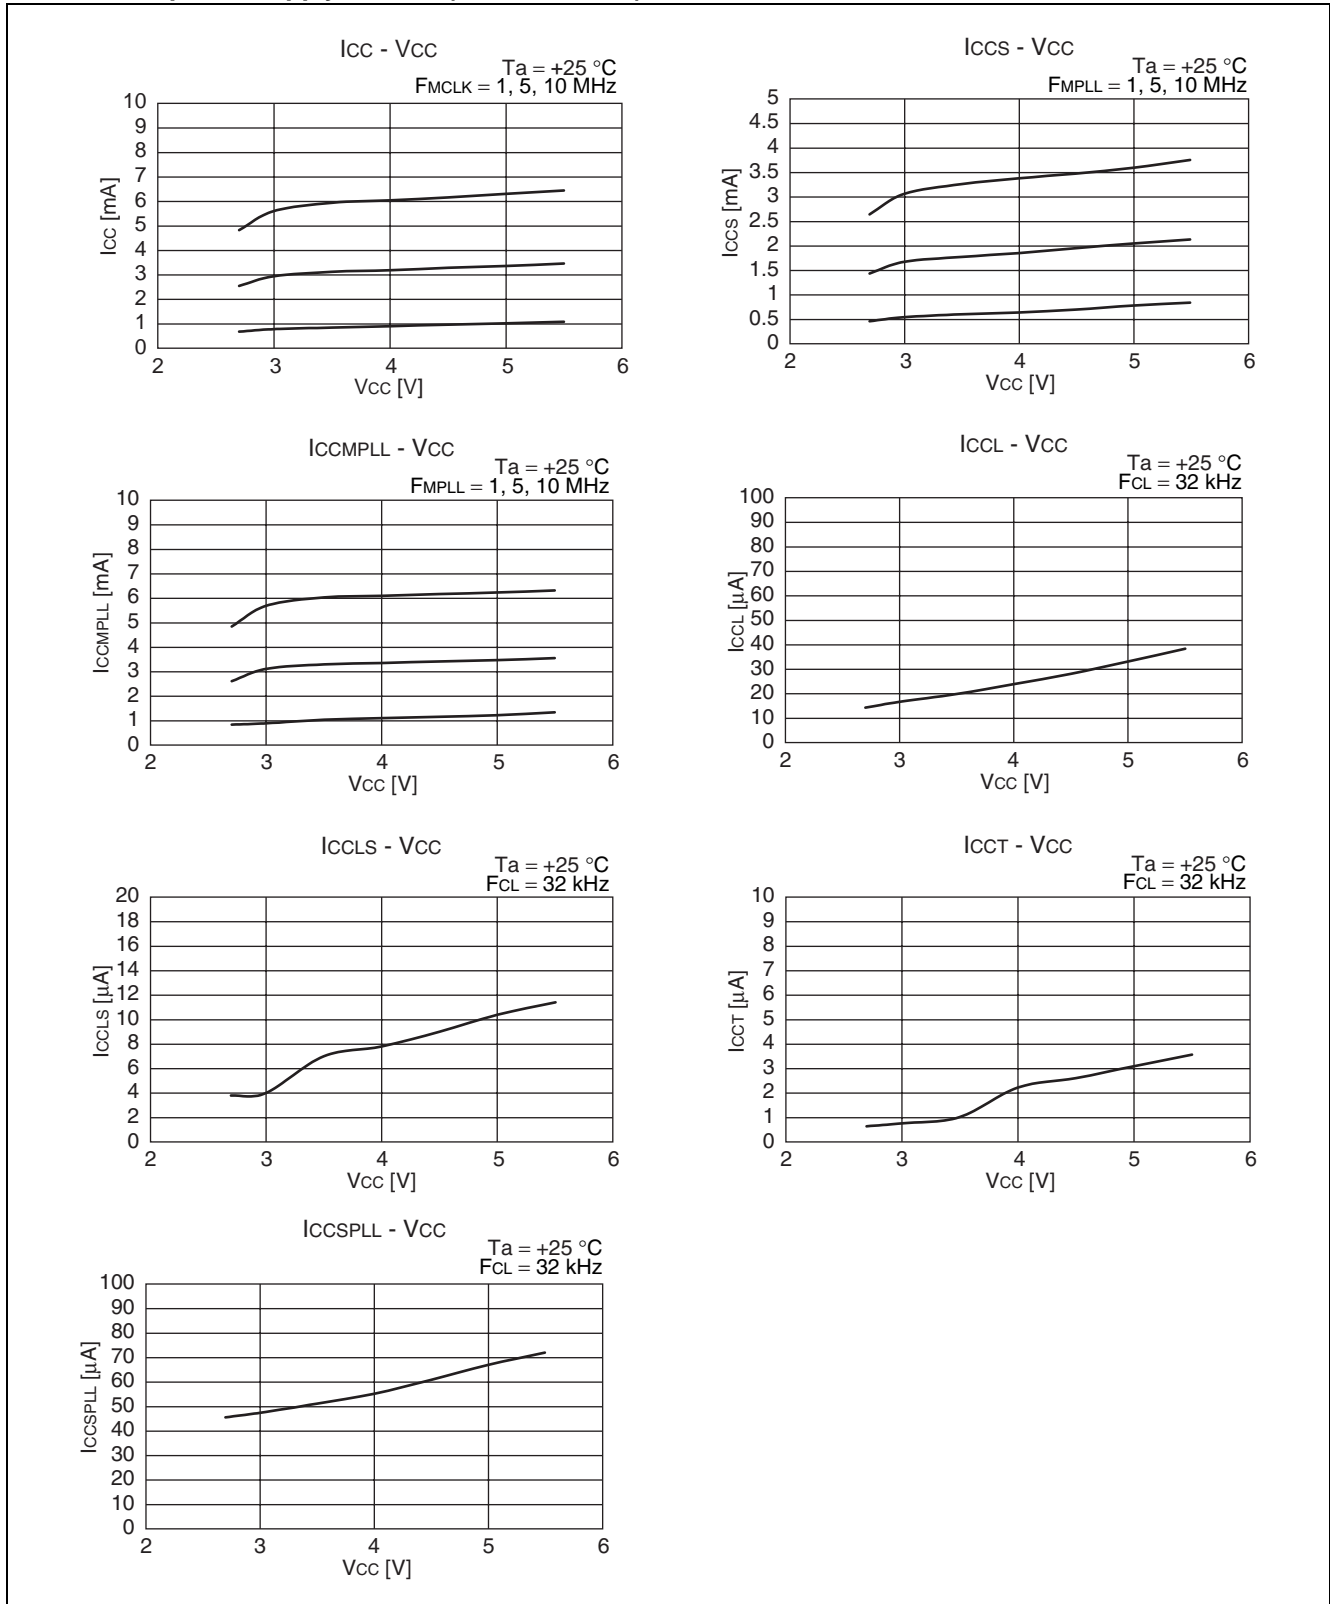 ICC - VCC
Ta = +25 °C
FMCLK = 1, 5, 10 MHz
10
9
8
7
6
5
4
3
2
1
0
ICC [mA]
2 3 4 5 6
VCC [V]
ICCS - VCC
Ta = +25 °C
FMPLL = 1, 5, 10 MHz
5
4.5
4
3.5
3
2.5
2
1.5
1
0.5
0
ICCS [mA]
2 3 4 5 6
VCC [V]
ICCMPLL - VCC
Ta = +25 °C
FMPLL = 1, 5, 10 MHz
10
9
8
7
6
5
4
3
2
1
0
ICCMPLL [mA]
2 3 4 5 6
VCC [V]
ICCL - VCC
Ta = +25 °C
FCL = 32 kHz
100
90
80
70
60
50
40
30
20
10
0
ICCL [μA]
2 3 4 5 6
VCC [V]
ICCLS - VCC
Ta = +25 °C
FCL = 32 kHz
20
18
16
14
12
10
8
6
4
2
0
ICCLS [μA]
2 3 4 5 6
VCC [V]
ICCT - VCC
Ta = +25 °C
FCL = 32 kHz
10
9
8
7
6
5
4
3
2
1
0
ICCT [μA]
2 3 4 5 6
VCC [V]
ICCSPLL - VCC
Ta = +25 °C
FCL = 32 kHz
100
90
80
70
60
50
40
30
20
10
0
ICCSPLL [μA]
2 3 4 5 6
VCC [V]